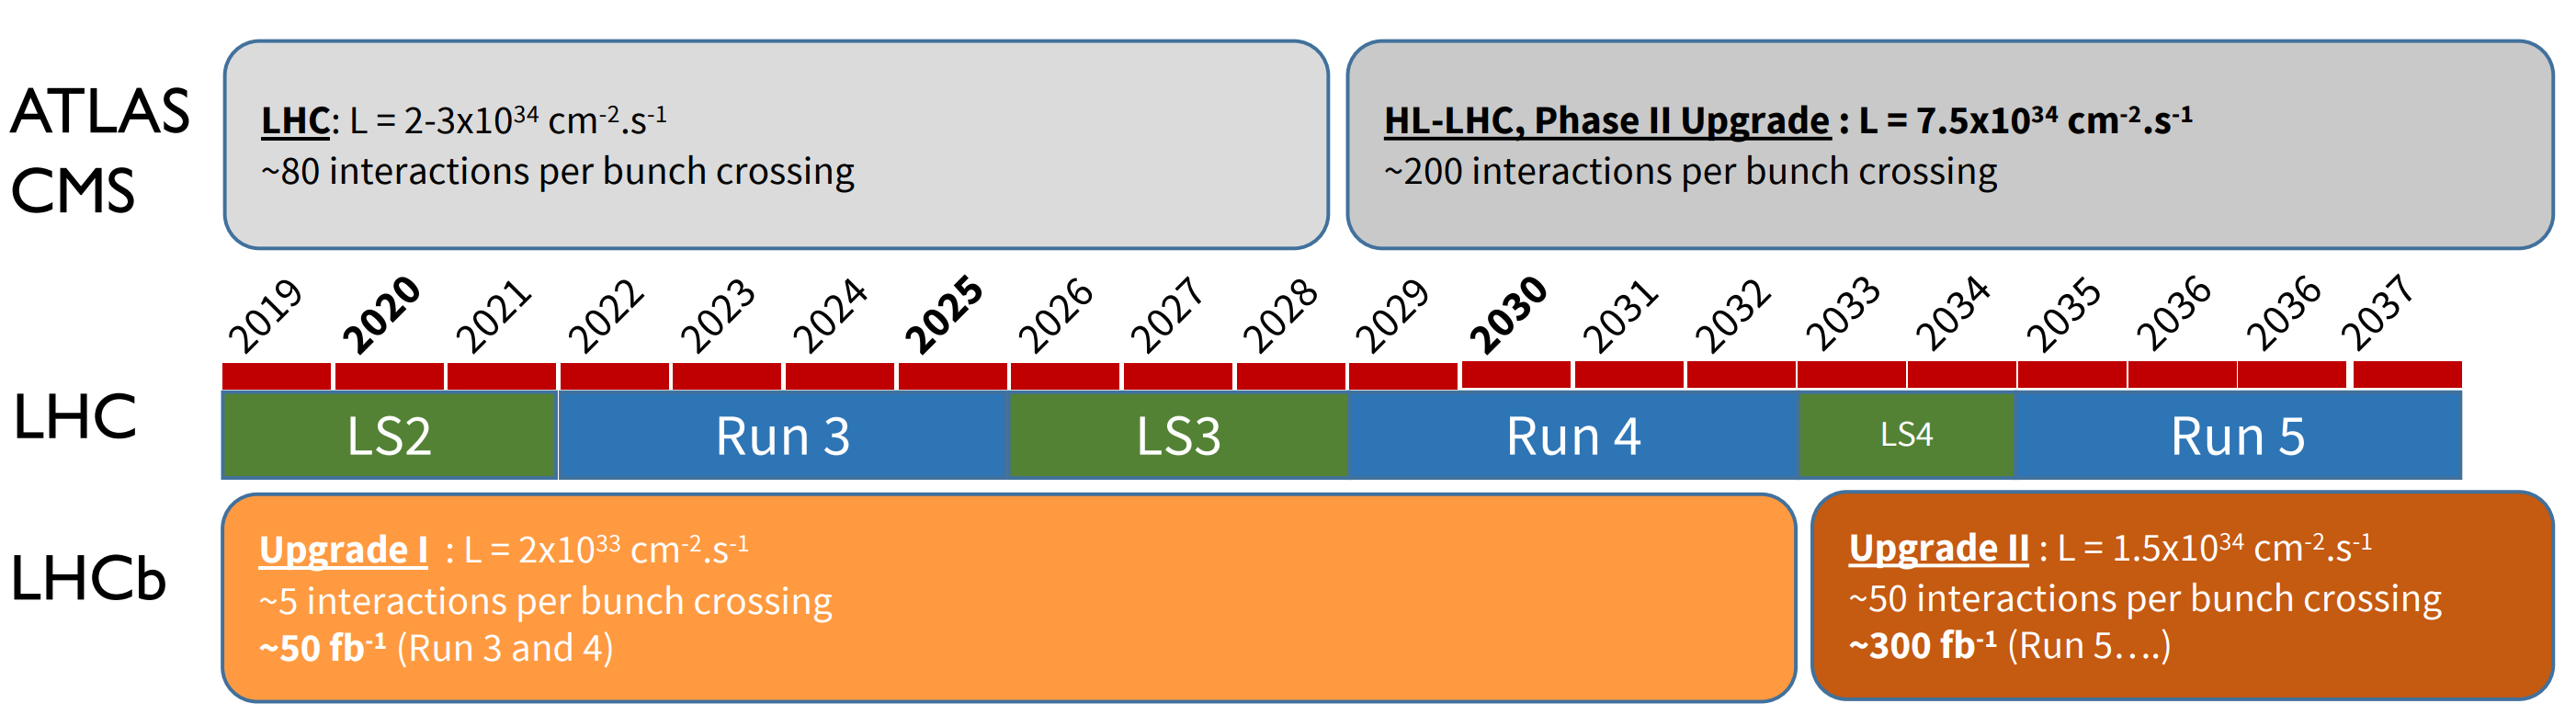 ATLAS
CMS
LHC: L = 2-3x10³⁴ cm⁻².s⁻¹
~80 interactions per bunch crossing
HL-LHC, Phase II Upgrade : L = 7.5x10³⁴ cm⁻².s⁻¹
~200 interactions per bunch crossing
2019 2020 2021 2022 2023 2024 2025 2026 2027 2028 2029 2030 2031 2032 2033 2034 2035 2036 2036 2037
LHC
LS2 Run 3 LS3 Run 4 LS4 Run 5
LHCb
Upgrade I : L = 2x10³³ cm⁻².s⁻¹
~5 interactions per bunch crossing
~50 fb⁻¹ (Run 3 and 4)
Upgrade II : L = 1.5x10³⁴ cm⁻².s⁻¹
~50 interactions per bunch crossing
~300 fb⁻¹ (Run 5....)